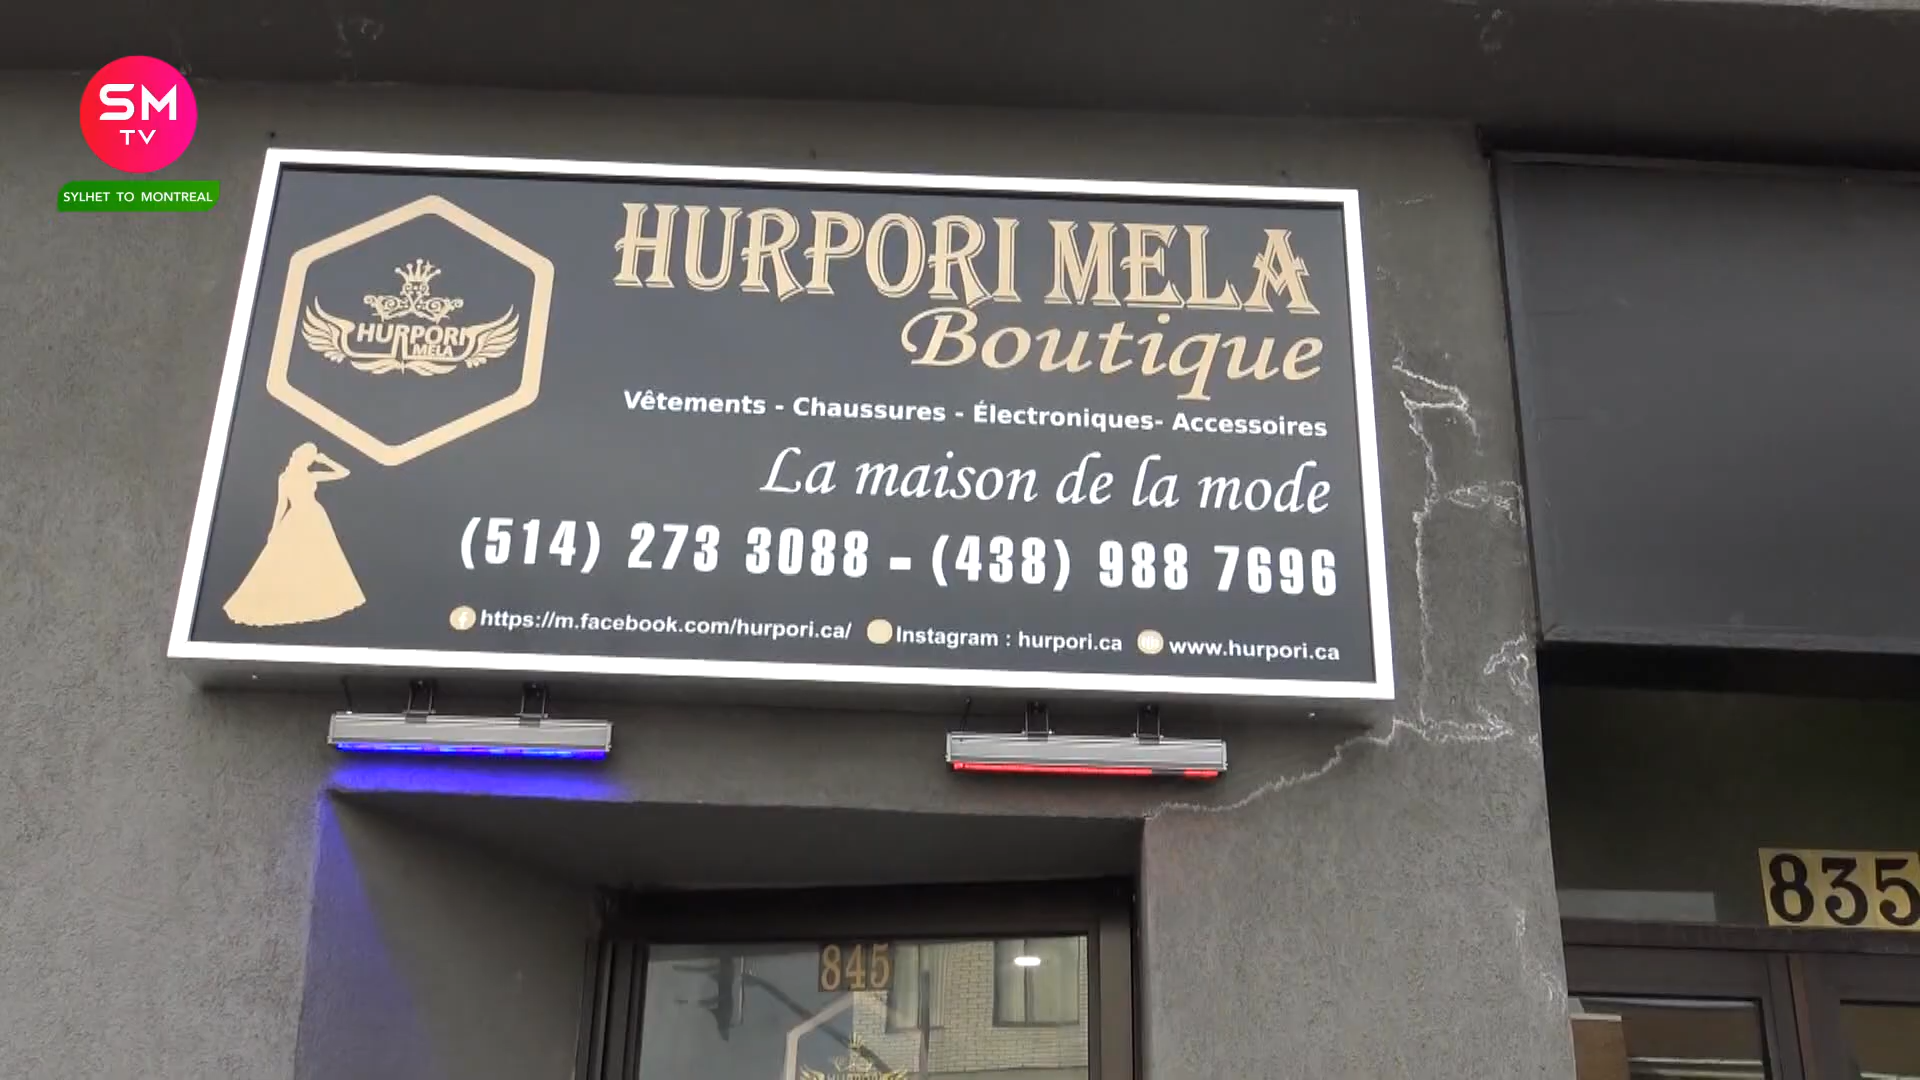 SM
TV
SYLHET TO MONTREAL
HURPORI MELA
Boutique
HURPORI
MELA
Vêtements - Chaussures - Électroniques- Accessoires
La maison de la mode
(514) 273 3088 - (438) 988 7696
https://m.facebook.com/hurpori.ca/ Instagram : hurpori.ca www.hurpori.ca
835
845
HURPORI